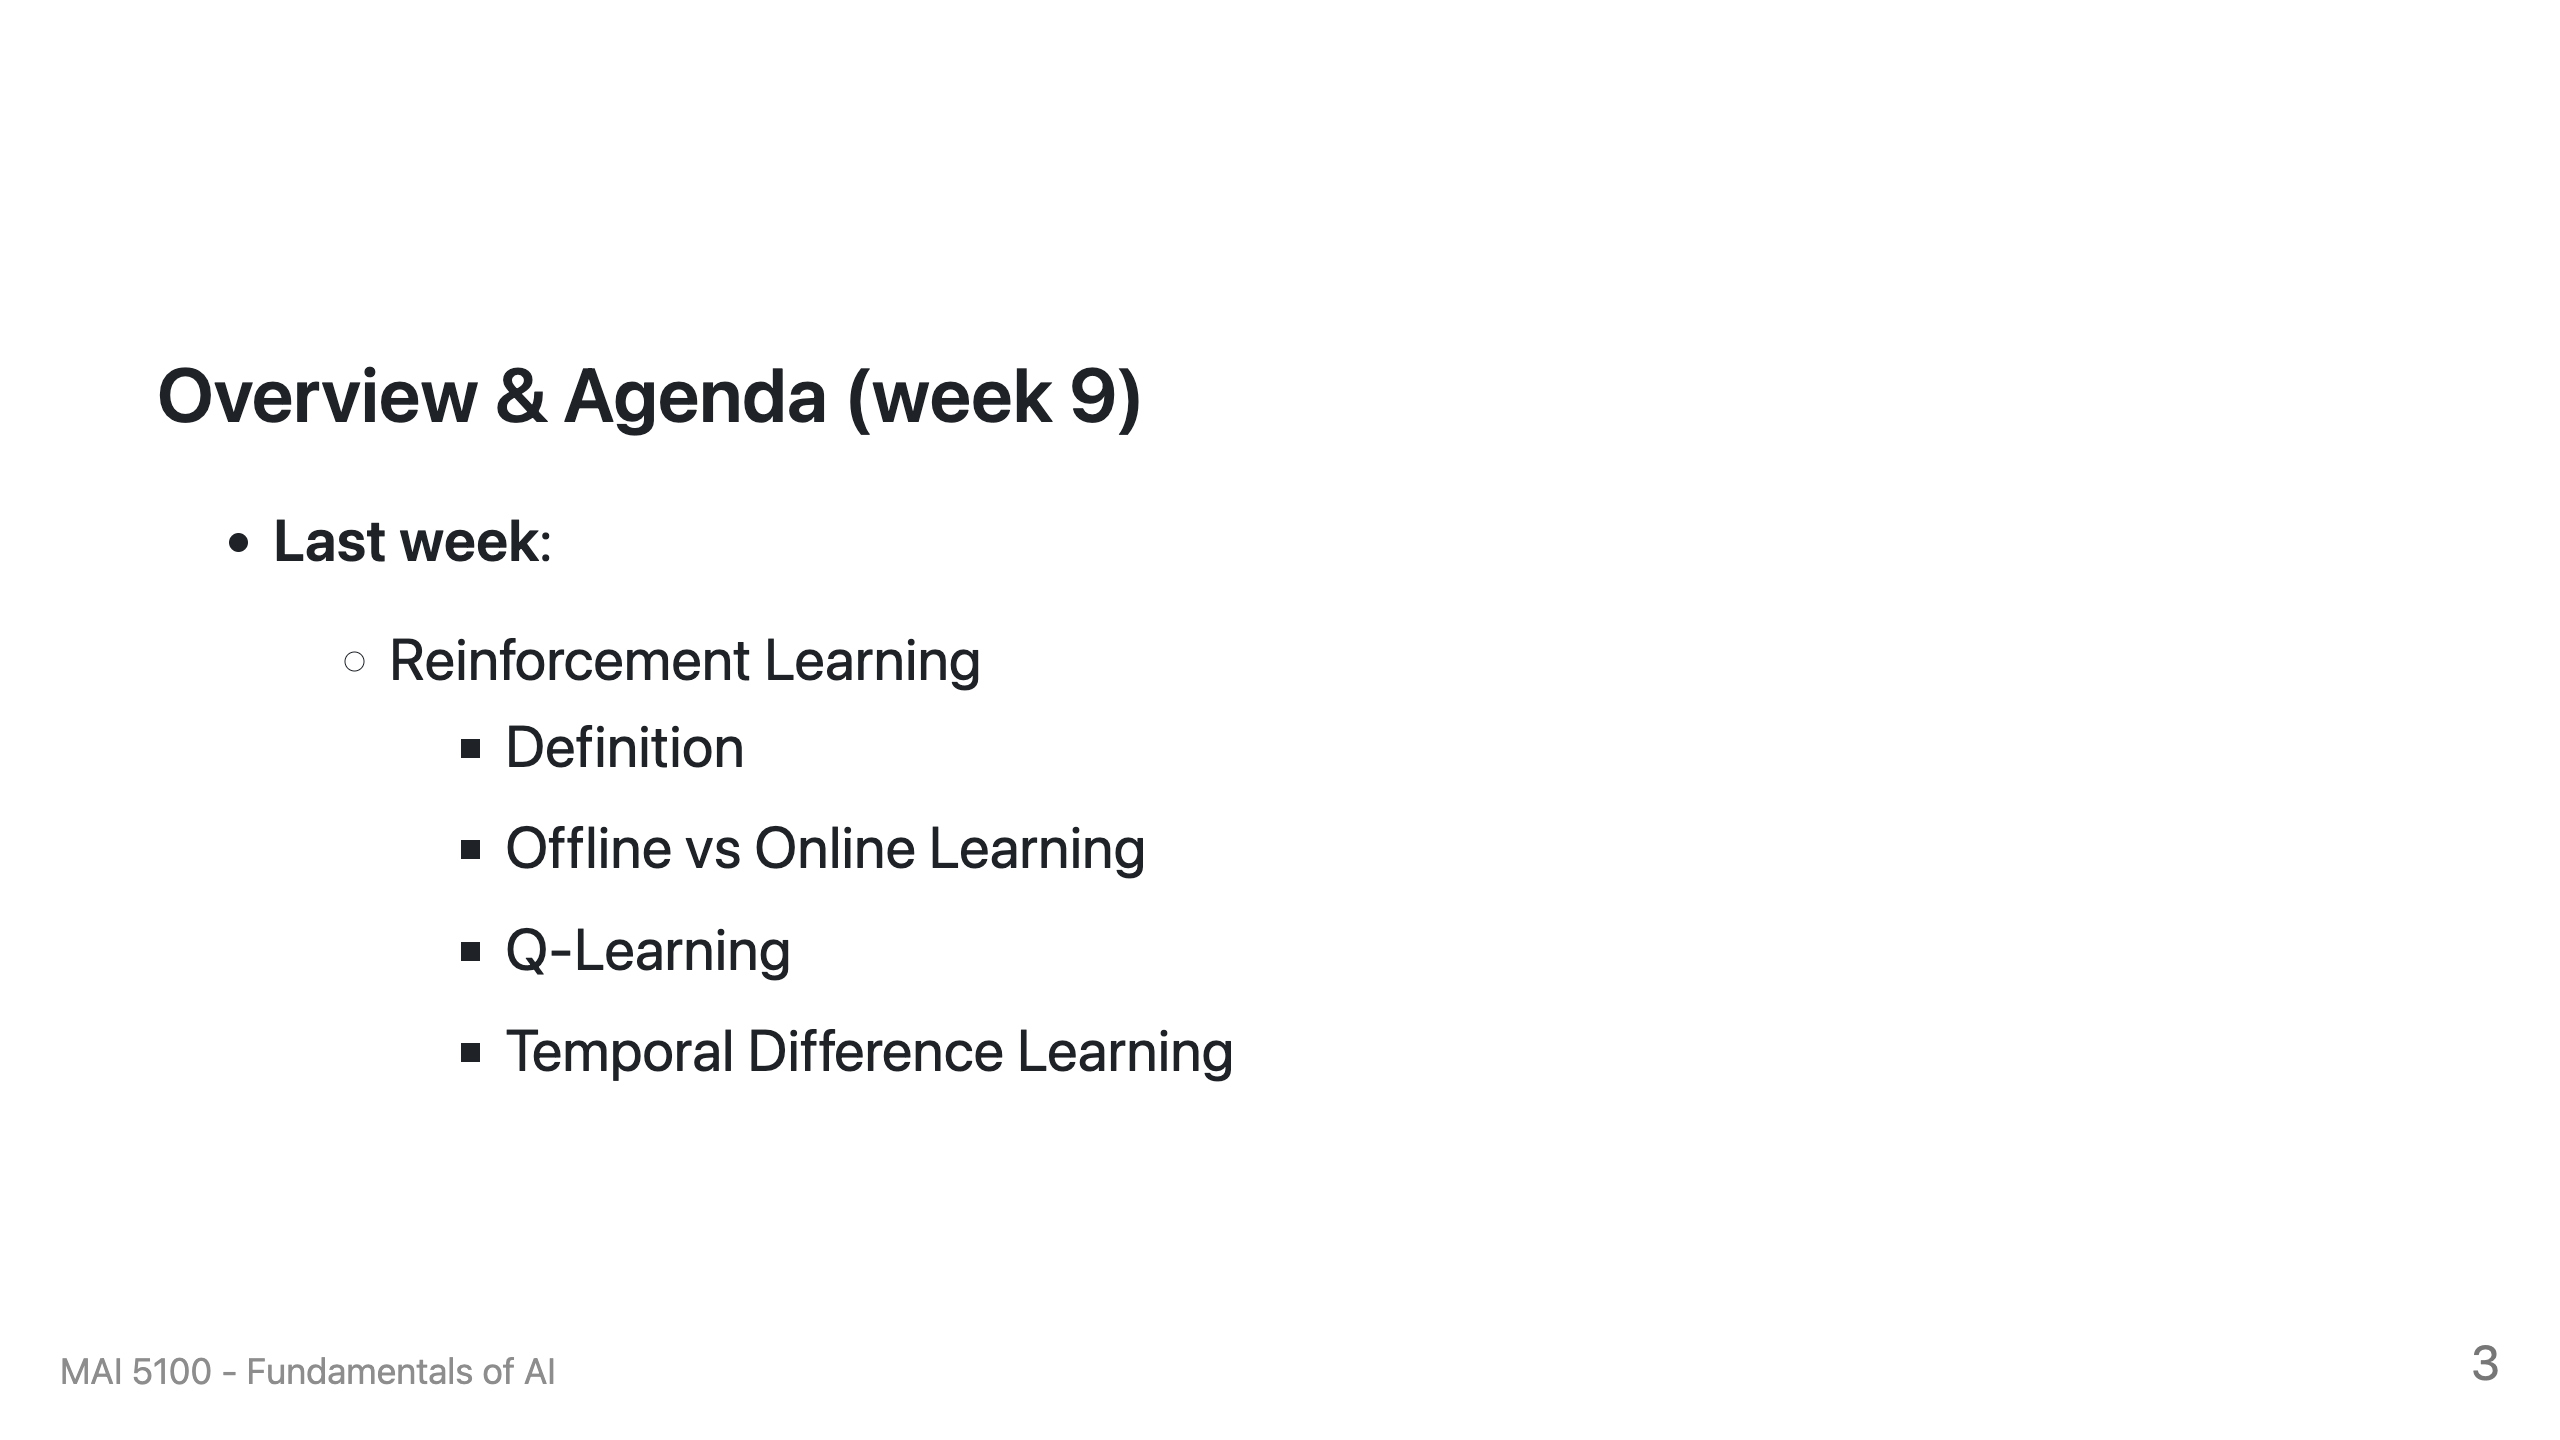 Overview & Agenda (week 9)
• Last week:
○ Reinforcement Learning
■ Definition
■ Offline vs Online Learning
■ Q-Learning
■ Temporal Difference Learning
MAI 5100 - Fundamentals of AI
3